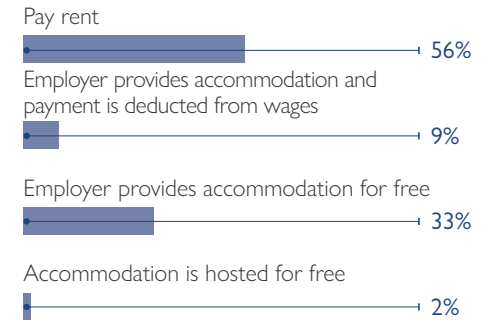 Pay rent
56%
Employer provides accommodation and
payment is deducted from wages
9%
Employer provides accommodation for free
33%
Accommodation is hosted for free
2%